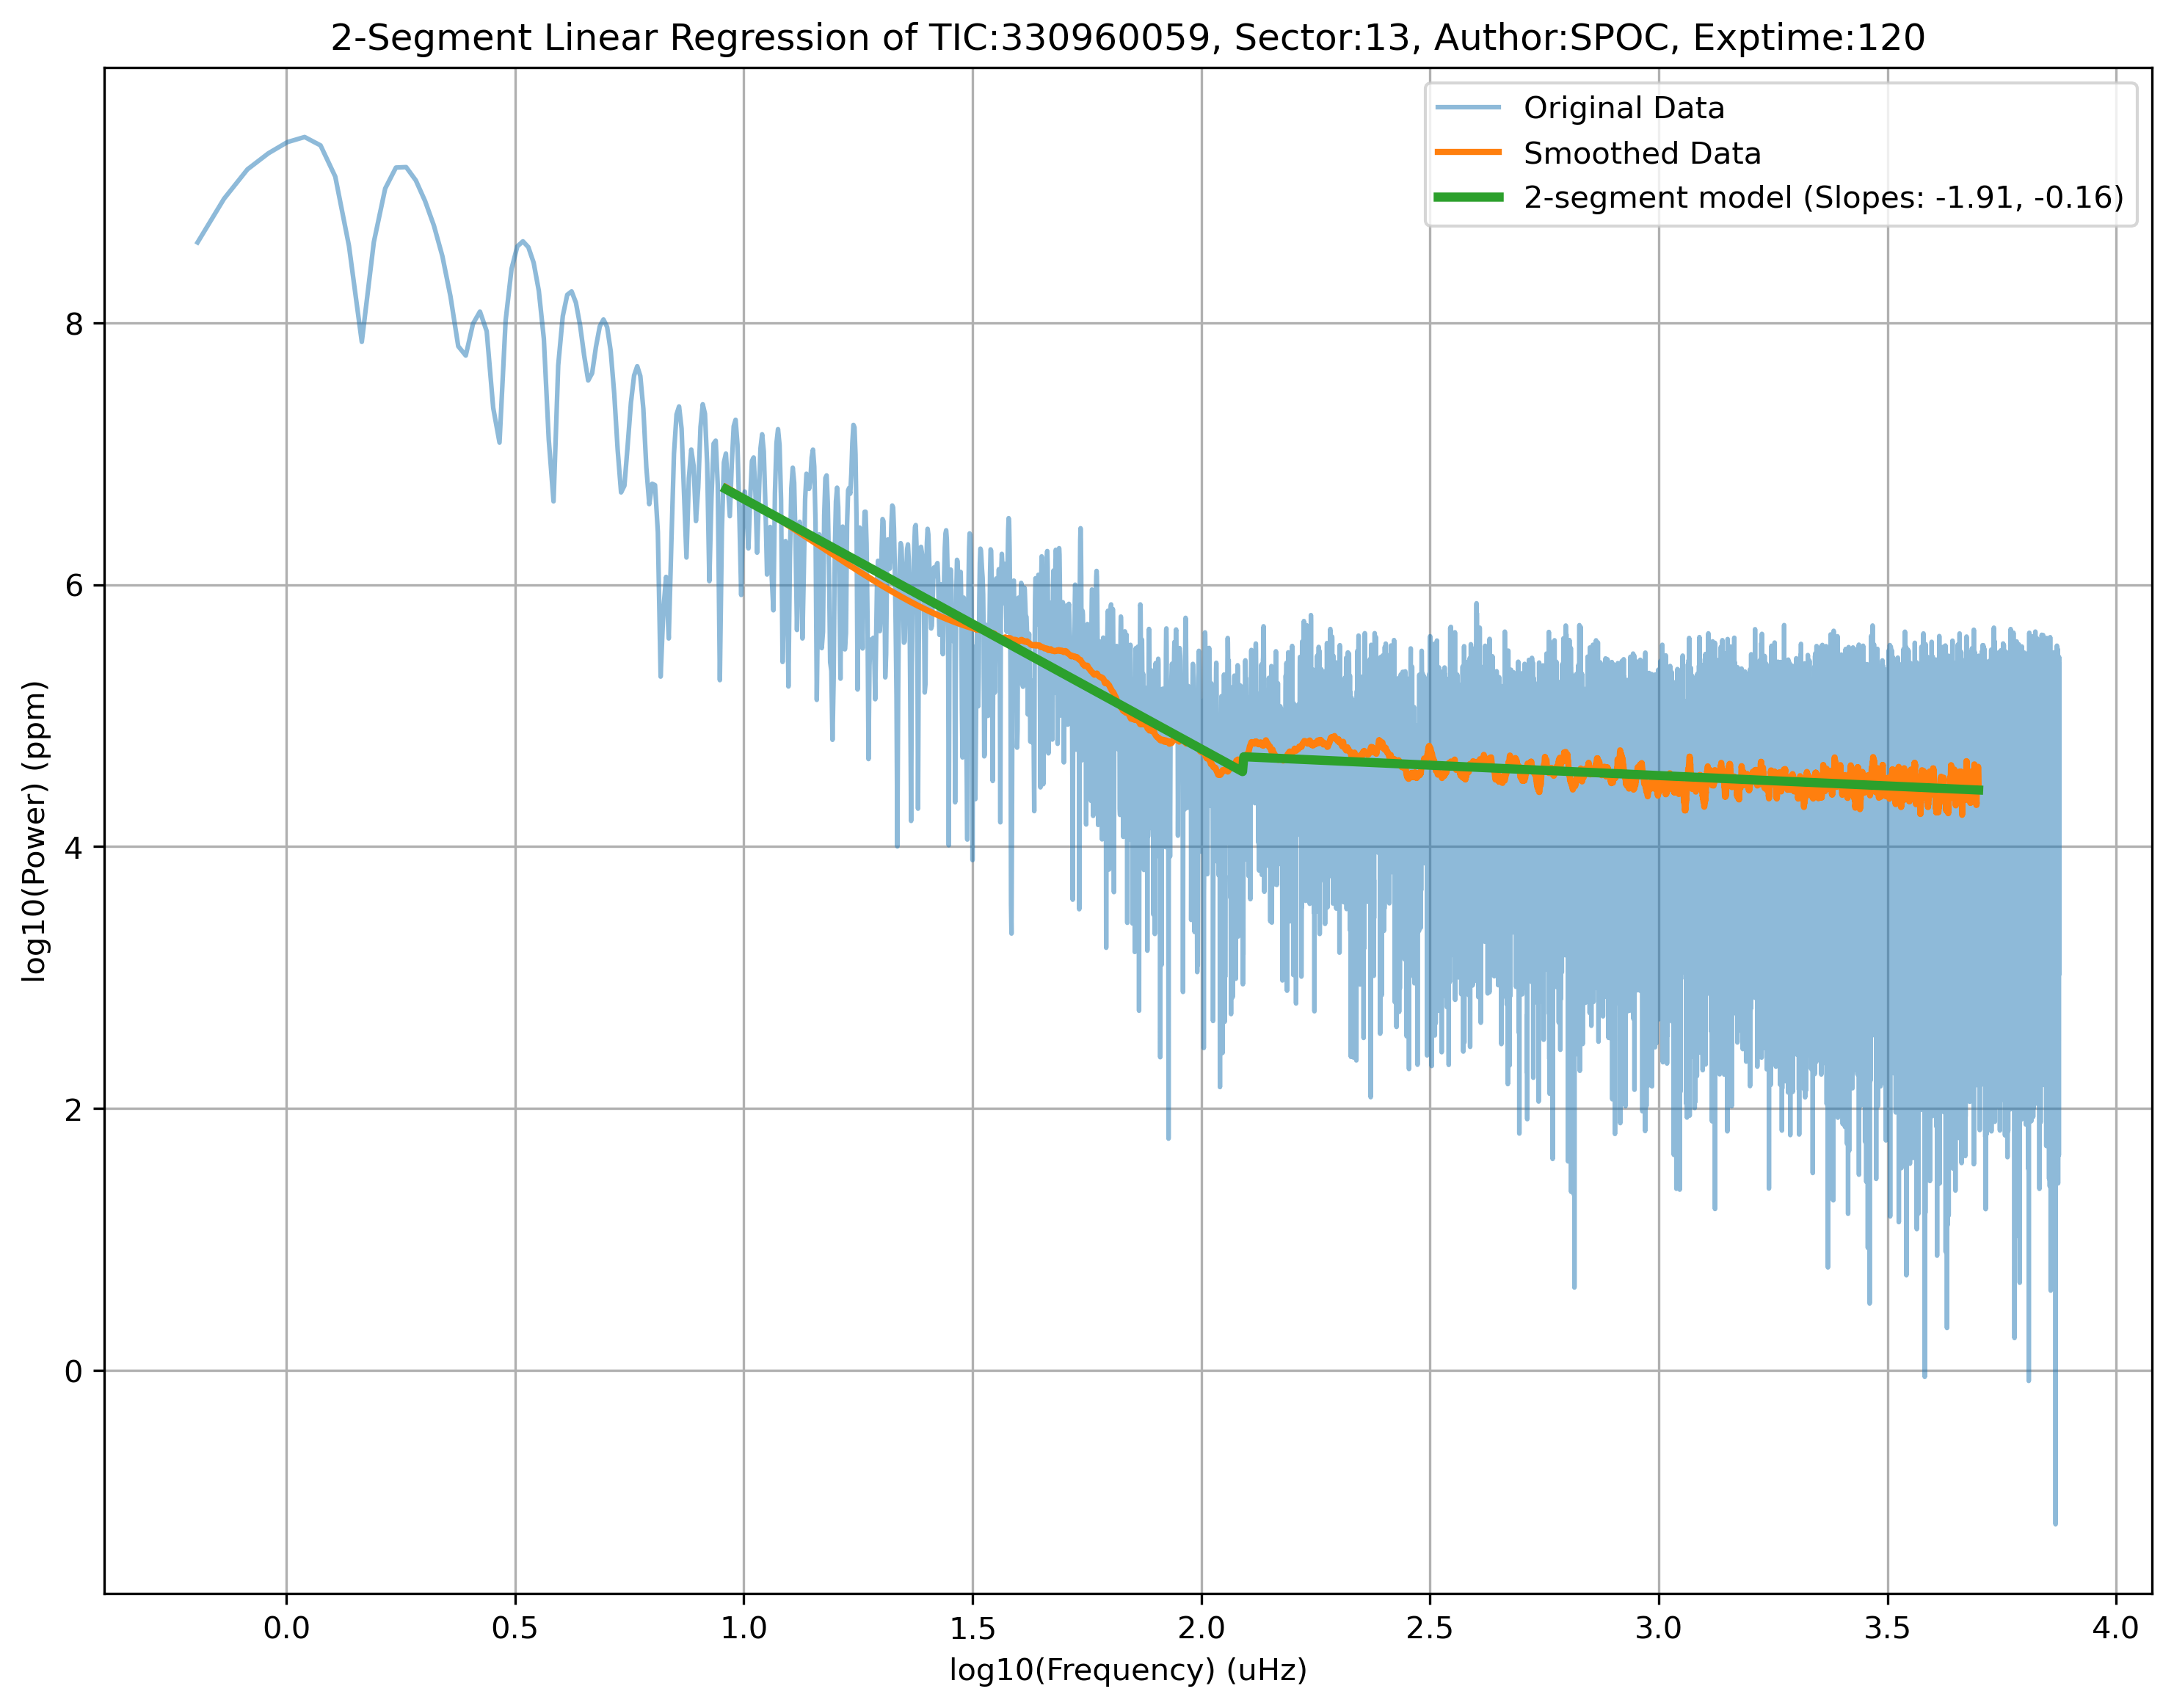 2-Segment Linear Regression of TIC:330960059, Sector:13, Author:SPOC, Exptime:120
Original Data
Smoothed Data
2-segment model (Slopes: -1.91, -0.16)
log10(Power) (ppm)
8
6
4
2
0
0.0 0.5 1.0 1.5 2.0 2.5 3.0 3.5 4.0
log10(Frequency) (uHz)